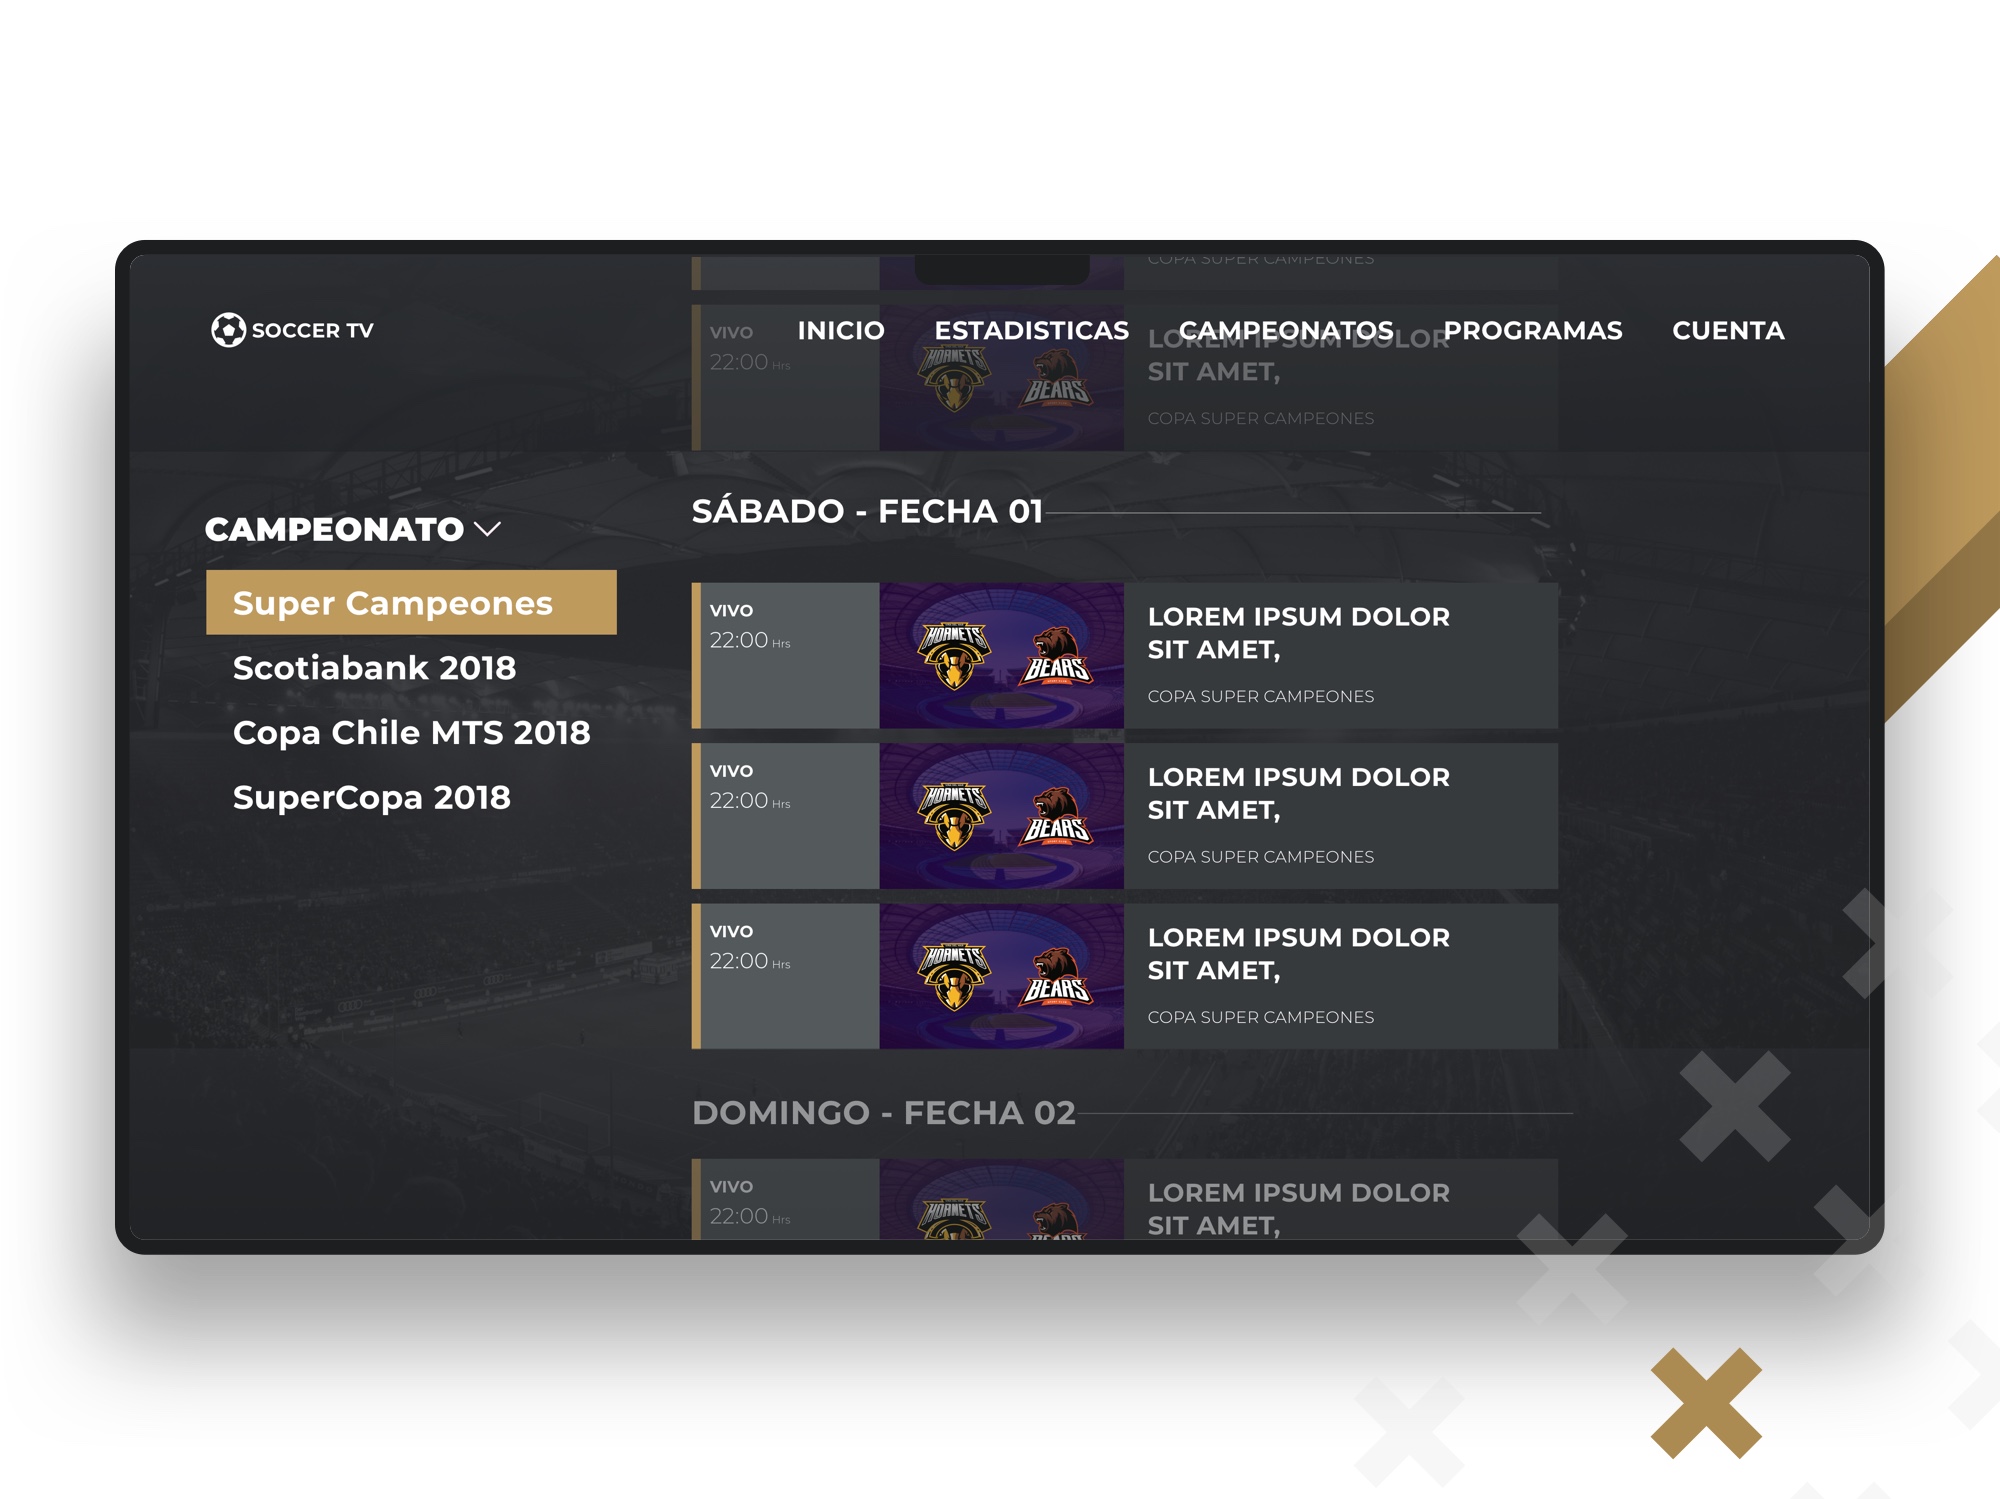 COPA SUPER CAMPEONES
SOCCER TV
INICIO ESTADISTICAS CAMPEONATOS PROGRAMAS CUENTA
VIVO
22:00 Hrs
HORNETS
BEARS
LOREM IPSUM DOLOR
SIT AMET,
COPA SUPER CAMPEONES
CAMPEONATO
Super Campeones
Scotiabank 2018
Copa Chile MTS 2018
SuperCopa 2018
SÁBADO - FECHA 01
VIVO
22:00 Hrs
HORNETS
BEARS
LOREM IPSUM DOLOR
SIT AMET,
COPA SUPER CAMPEONES
VIVO
22:00 Hrs
HORNETS
BEARS
LOREM IPSUM DOLOR
SIT AMET,
COPA SUPER CAMPEONES
VIVO
22:00 Hrs
HORNETS
BEARS
LOREM IPSUM DOLOR
SIT AMET,
COPA SUPER CAMPEONES
DOMINGO - FECHA 02
VIVO
22:00 Hrs
HORNETS
LOREM IPSUM DOLOR
SIT AMET,